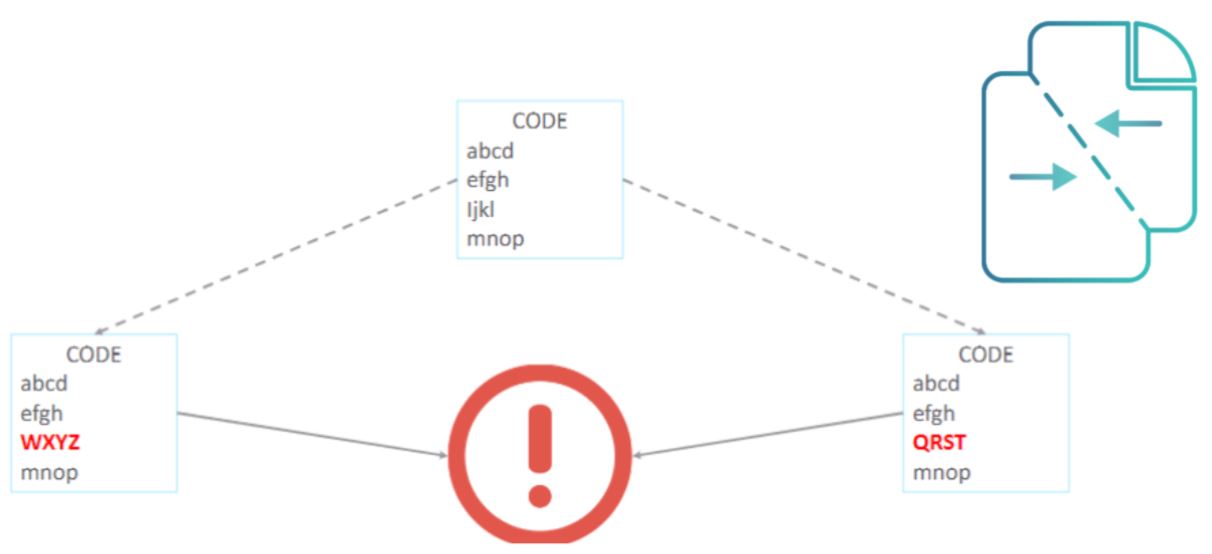 CODE
abcd
efgh
Ijkl
mnop
CODE
abcd
efgh
WXYZ
mnop
CODE
abcd
efgh
QRST
mnop